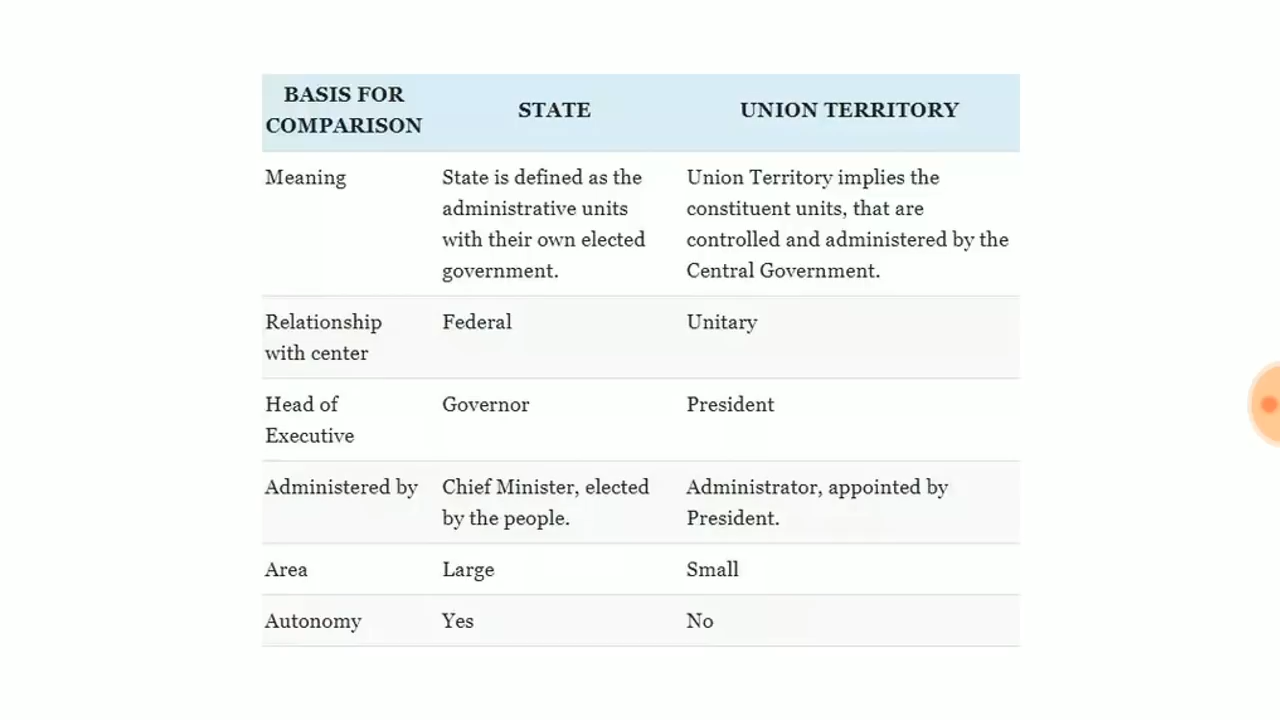 BASIS FOR
COMPARISON
STATE
UNION TERRITORY
Meaning
State is defined as the
administrative units
with their own elected
government.
Union Territory implies the
constituent units, that are
controlled and administered by the
Central Government.
Relationship
with center
Federal
Unitary
Head of
Executive
Governor
President
Administered by
Chief Minister, elected
by the people.
Administrator, appointed by
President.
Area
Large
Small
Autonomy
Yes
No